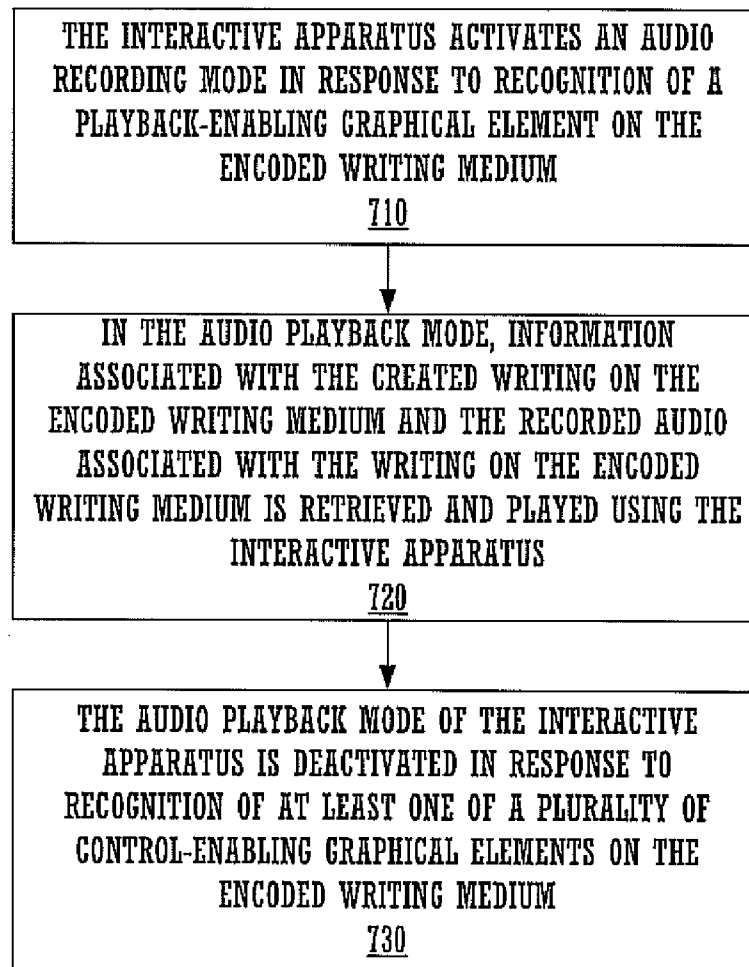 THE INTERACTIVE APPARATUS ACTIVATES AN AUDIO
RECORDING MODE IN RESPONSE TO RECOGNITION OF A
PLAYBACK-ENABLING GRAPHICAL ELEMENT ON THE
ENCODED WRITING MEDIUM
710
IN THE AUDIO PLAYBACK MODE, INFORMATION
ASSOCIATED WITH THE CREATED WRITING ON THE
ENCODED WRITING MEDIUM AND THE RECORDED AUDIO
ASSOCIATED WITH THE WRITING ON THE ENCODED
WRITING MEDIUM IS RETRIEVED AND PLAYED USING THE
INTERACTIVE APPARATUS
720
THE AUDIO PLAYBACK MODE OF THE INTERACTIVE
APPARATUS IS DEACTIVATED IN RESPONSE TO
RECOGNITION OF AT LEAST ONE OF A PLURALITY OF
CONTROL-ENABLING GRAPHICAL ELEMENTS ON THE
ENCODED WRITING MEDIUM
730